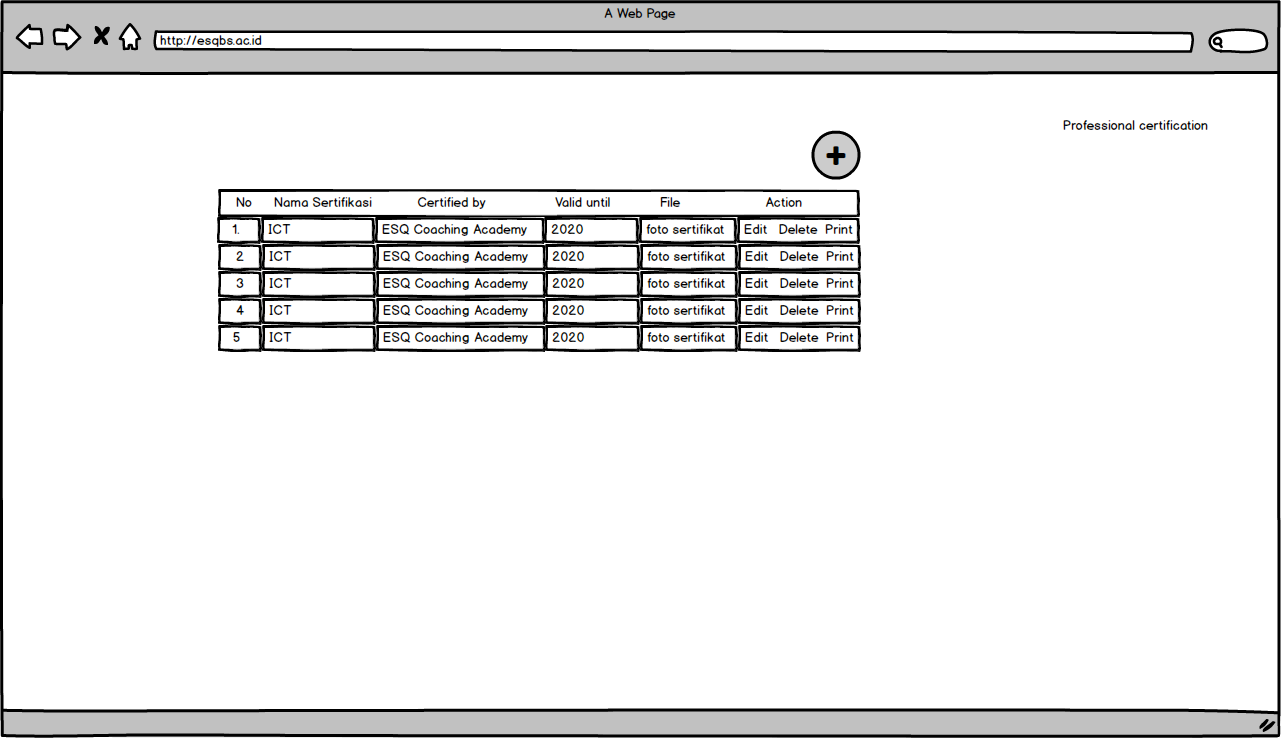 A Web Page
http://esqbs.ac.id
Professional certification
No Nama Sertifikasi Certified by Valid until File Action
1. ICT ESQ Coaching Academy 2020 foto sertifikat Edit Delete Print
2 ICT ESQ Coaching Academy 2020 foto sertifikat Edit Delete Print
3 ICT ESQ Coaching Academy 2020 foto sertifikat Edit Delete Print
4 ICT ESQ Coaching Academy 2020 foto sertifikat Edit Delete Print
5 ICT ESQ Coaching Academy 2020 foto sertifikat Edit Delete Print